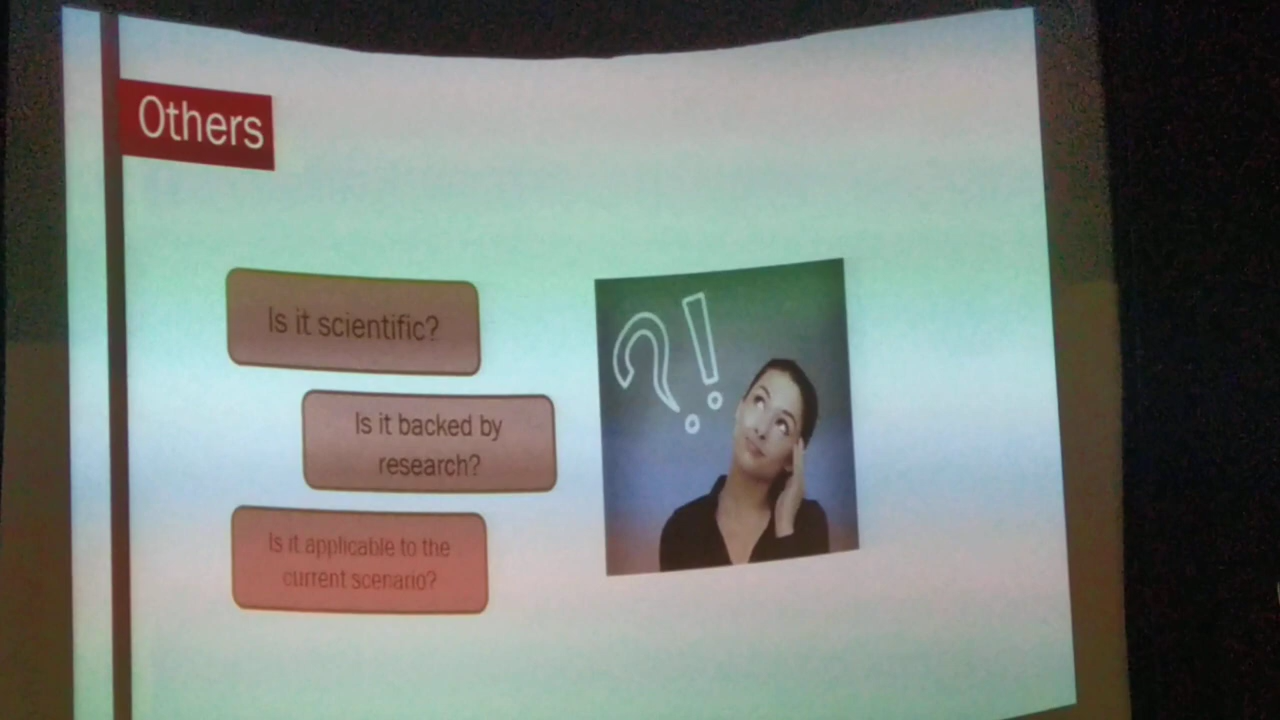 Others
Is it scientific?
Is it backed by
research?
Is it applicable to the
current scenario?
?!